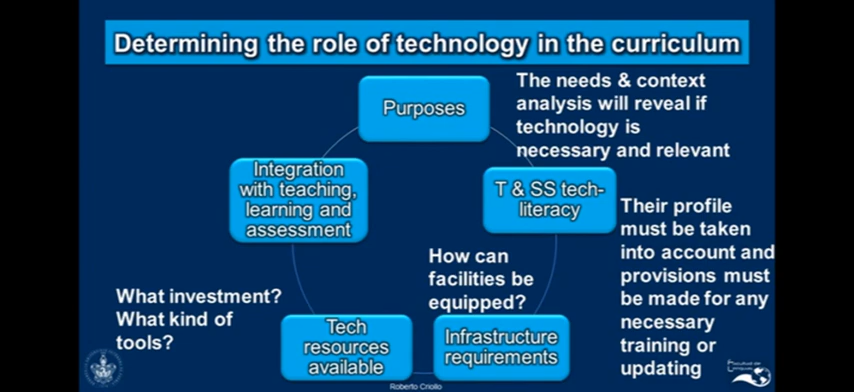 Determining the role of technology in the curriculum
Purposes
The needs & context
analysis will reveal if
technology is
necessary and relevant
T & SS tech-
literacy
Their profile
must be taken
into account and
provisions must
be made for any
necessary
training or
updating
Infrastructure
requirements
How can
facilities be
equipped?
Tech
resources
available
What investment?
What kind of
tools?
Integration
with teaching,
learning and
assessment
Roberto Criollo